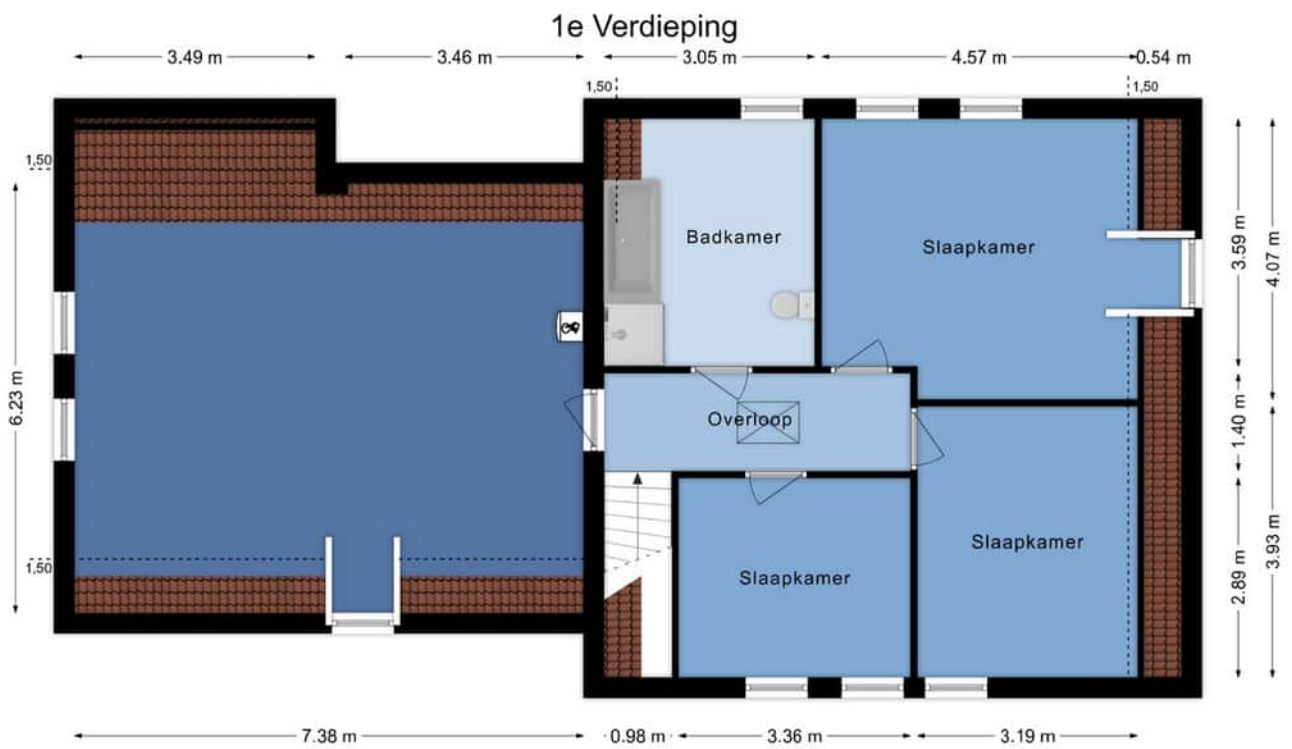 1e Verdieping
3.49 m
3.46 m
3.05 m
4.57 m
0.54 m
1,50
1,50
1,50
3.59 m
4.07 m
Badkamer
Slaapkamer
6.23 m
Overloop
1.40 m
Slaapkamer
3.93 m
1,50
Slaapkamer
2.89 m
7.38 m
0.98 m
3.36 m
3.19 m